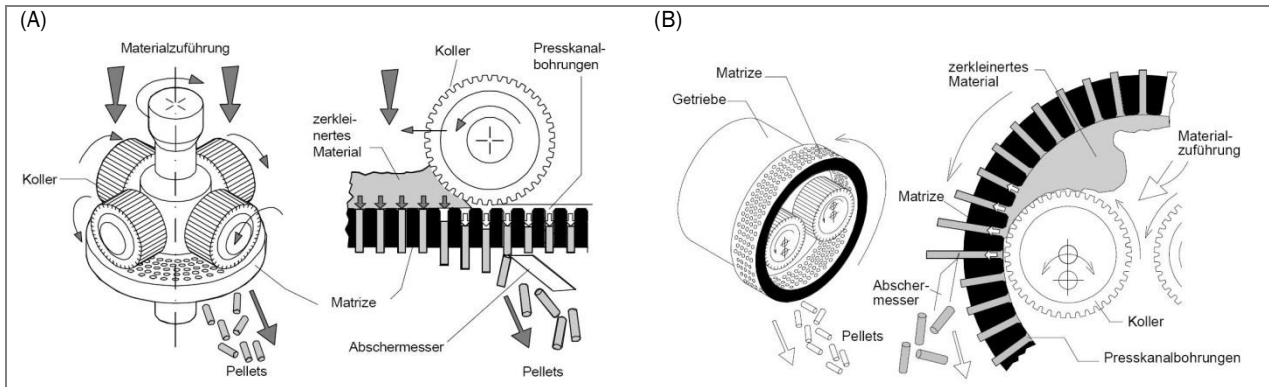 (A)
Materialzuführung
Koller
Koller
Presskanal-
bohrungen
zerklei-
nertes
Material
Matrize
Abschermesser
Pellets
Pellets
(B)
Matrize
Getriebe
zerkleinertes
Material
Material-
zuführung
Matrize
Abscher-
messer
Koller
Pellets
Presskanalbohrungen